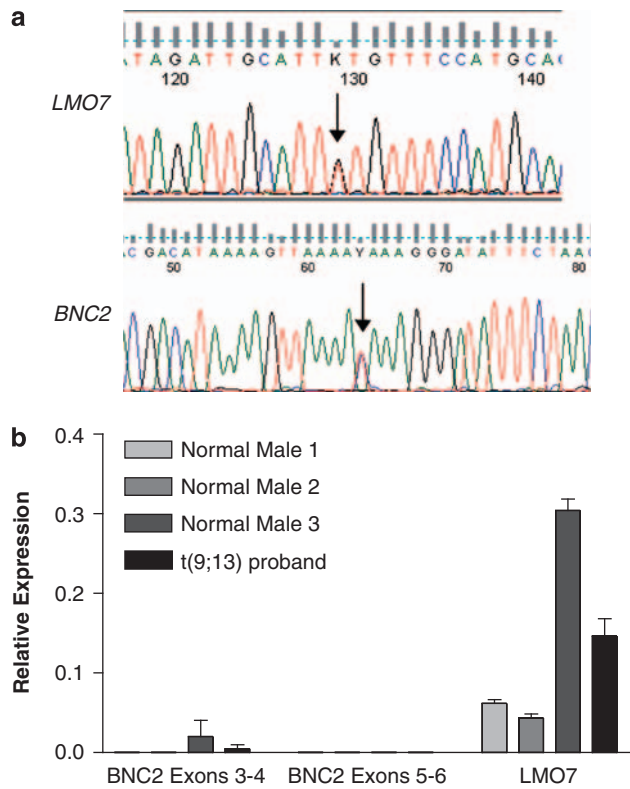 a
TAGATTGCATTKTGTTTCCATGCAC
120 130 140
LMO7
CGACATAAAAGTTAAAAYAAAGGGATATTTCTAAC
50 60 70 80
BNC2
b
0.4
Normal Male 1
Normal Male 2
0.3
Normal Male 3
t(9;13) proband
0.2
Relative Expression
0.1
0.0
BNC2 Exons 3-4 BNC2 Exons 5-6 LMO7